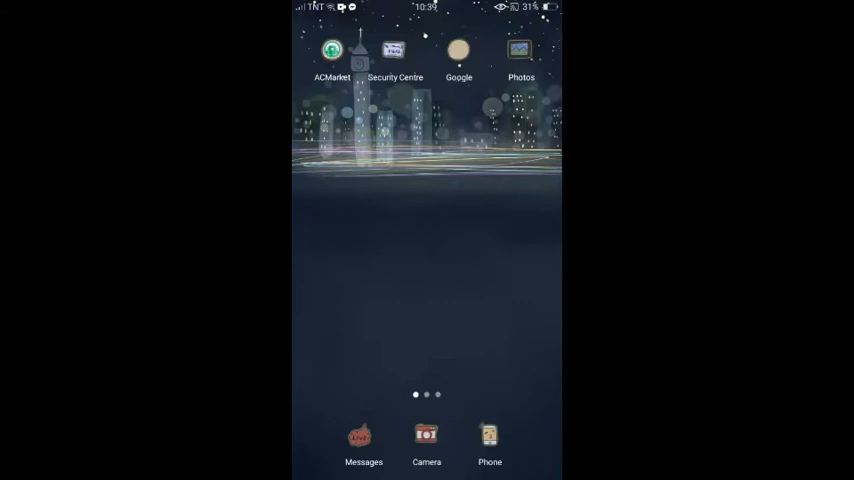 TNT 10:39 31%
ACMarket Security Centre Google Photos
Messages Camera Phone